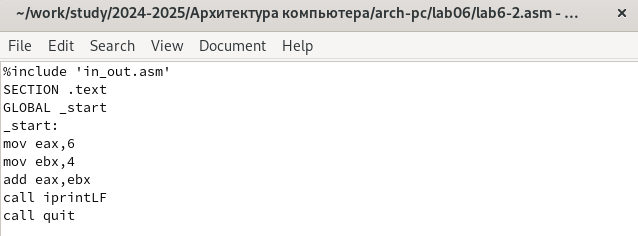 ~/work/study/2024-2025/Архитектура компьютера/arch-pc/lab06/lab6-2.asm - ...
File Edit Search View Document Help
%include 'in_out.asm'
SECTION .text
GLOBAL _start
_start:
mov eax,6
mov ebx,4
add eax,ebx
call iprintLF
call quit